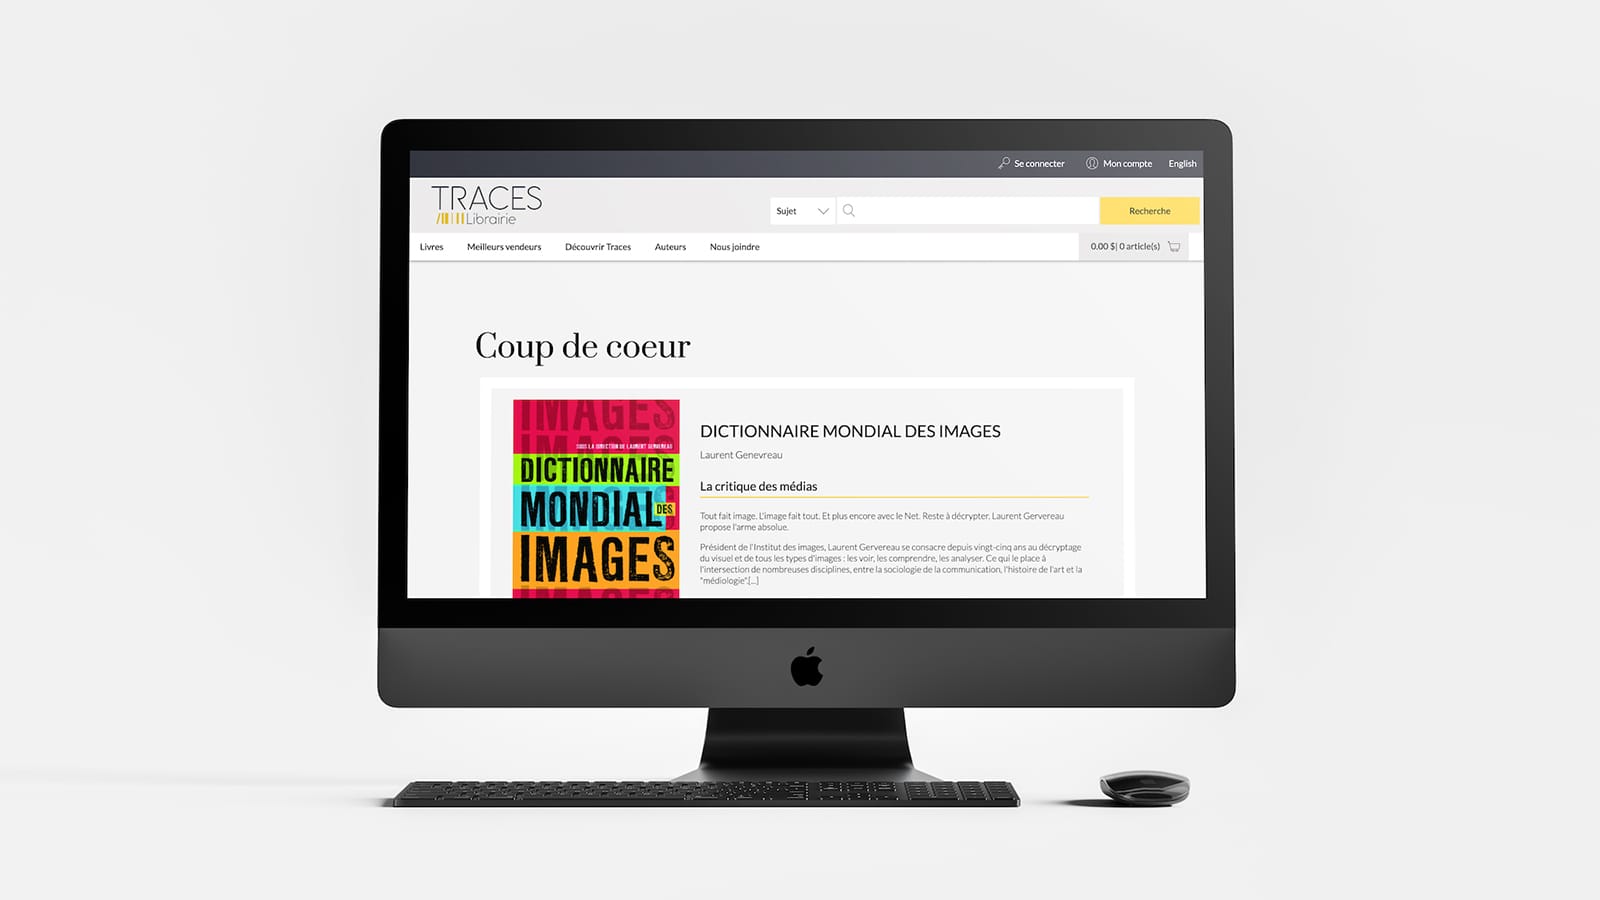 Se connecter
Mon compte
English
TRACES
Librairie
Sujet
Recherche
Livres
Meilleurs vendeurs
Découvrir Traces
Auteurs
Nous joindre
0.00 $| 0 article(s)
Coup de coeur
IMAGES
IMAGES
SOUS LA DIRECTION DE LAURENT GERVEREAU
DICTIONNAIRE
MONDIAL DES
IMAGES
IMAGES
DICTIONNAIRE MONDIAL DES IMAGES
Laurent Genevreau
La critique des médias
Tout fait image. L'image fait tout. Et plus encore avec le Net. Reste à décrypter. Laurent Gervereau
propose l'arme absolue.
Président de l'Institut des images, Laurent Gervereau se consacre depuis vingt-cinq ans au décryptage
du visuel et de tous les types d'images : les voir, les comprendre, les analyser. Ce qui le place à
l'intersection de nombreuses disciplines, entre la sociologie de la communication, l'histoire de l'art et la
"médiologie".[...]